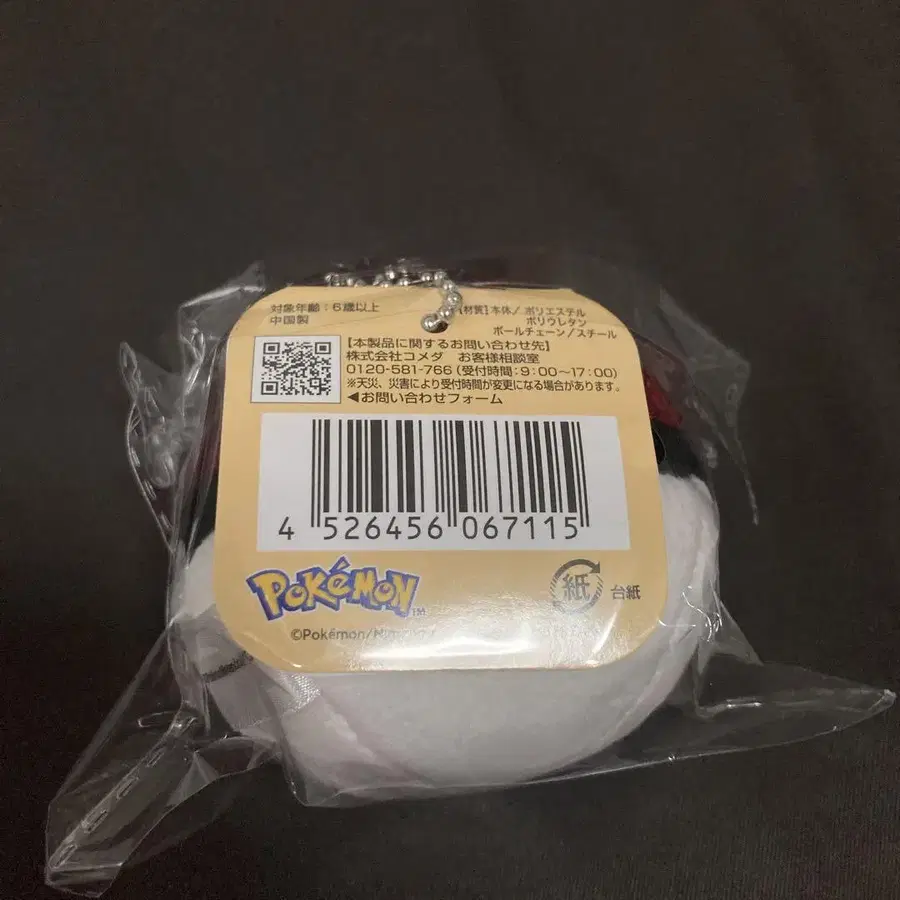 対象年齢：6歳以上
中国製
【材質】本体/ポリエステル
ポリウレタン
ボールチェーン/スチール
【本製品に関するお問い合わせ先】
株式会社コメダ お客様相談室
0120-581-766（受付時間：9：00〜17：00）
※天災、災害により受付時間が変更になる場合があります。
◀お問い合わせフォーム
4 526456 067115
POKéMON™
紙 台紙
©Pokémon/